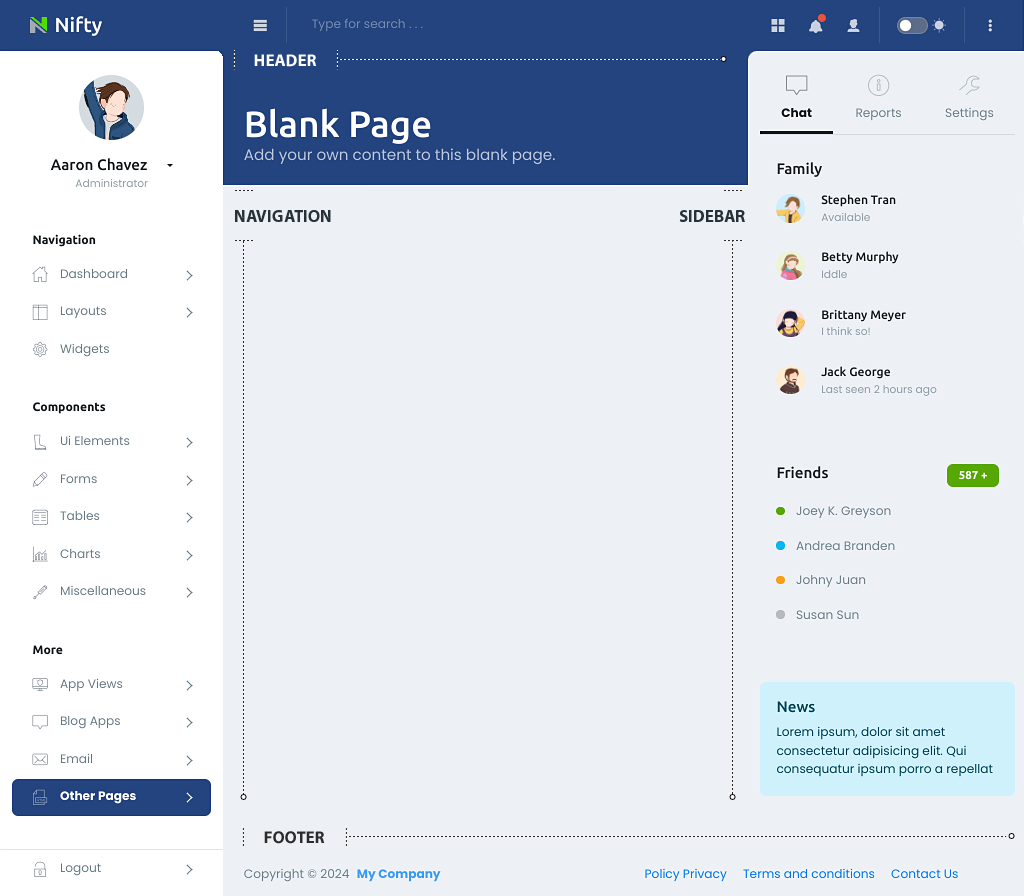 Nifty
Type for search . . .
HEADER
Blank Page
Add your own content to this blank page.
Aaron Chavez
Administrator
Navigation
Dashboard
Layouts
Widgets
Components
Ui Elements
Forms
Tables
Charts
Miscellaneous
More
App Views
Blog Apps
Email
Other Pages
Logout
NAVIGATION
SIDEBAR
Chat
Reports
Settings
Family
Stephen Tran
Available
Betty Murphy
Iddle
Brittany Meyer
I think so!
Jack George
Last seen 2 hours ago
Friends
587 +
Joey K. Greyson
Andrea Branden
Johny Juan
Susan Sun
News
Lorem ipsum, dolor sit amet
consectetur adipisicing elit. Qui
consequatur ipsum porro a repellat
FOOTER
Copyright © 2024 My Company
Policy Privacy
Terms and conditions
Contact Us